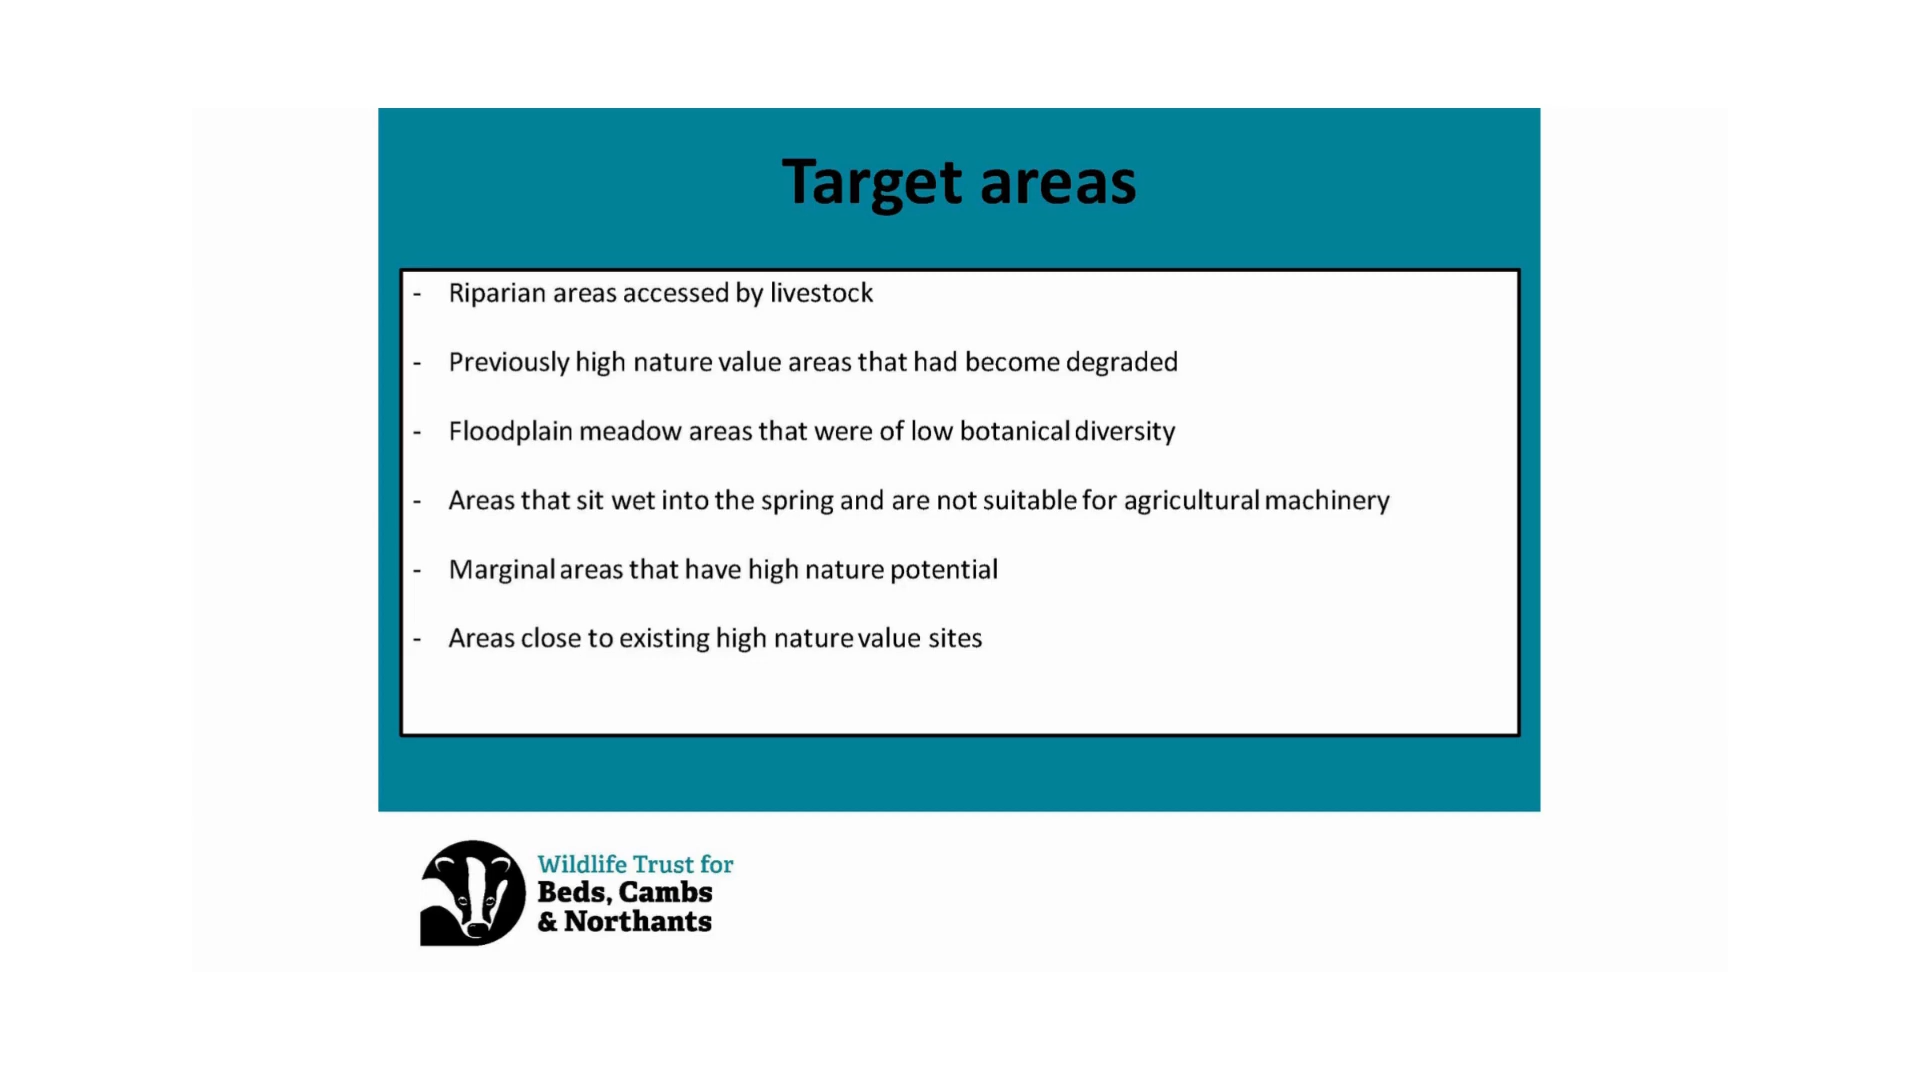 Target areas
- Riparian areas accessed by livestock
- Previously high nature value areas that had become degraded
- Floodplain meadow areas that were of low botanical diversity
- Areas that sit wet into the spring and are not suitable for agricultural machinery
- Marginal areas that have high nature potential
- Areas close to existing high nature value sites
Wildlife Trust for
Beds, Cambs
& Northants